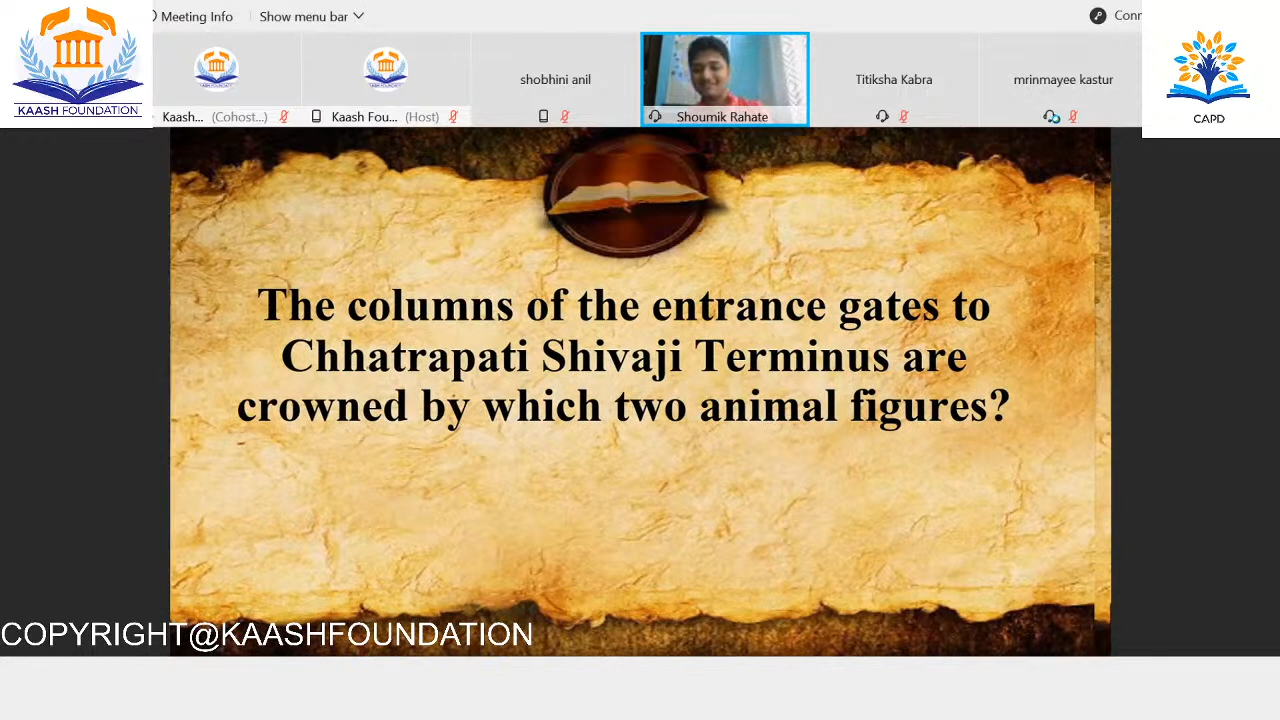 Meeting Info
Show menu bar
KAASH FOUNDATION
Kaash... (Cohost...)
Kaash Fou... (Host)
shobhini anil
Shoumik Rahate
Titiksha Kabra
mrinmayee kastur
CAPD
The columns of the entrance gates to
Chhatrapati Shivaji Terminus are
crowned by which two animal figures?
COPYRIGHT@KAASHFOUNDATION